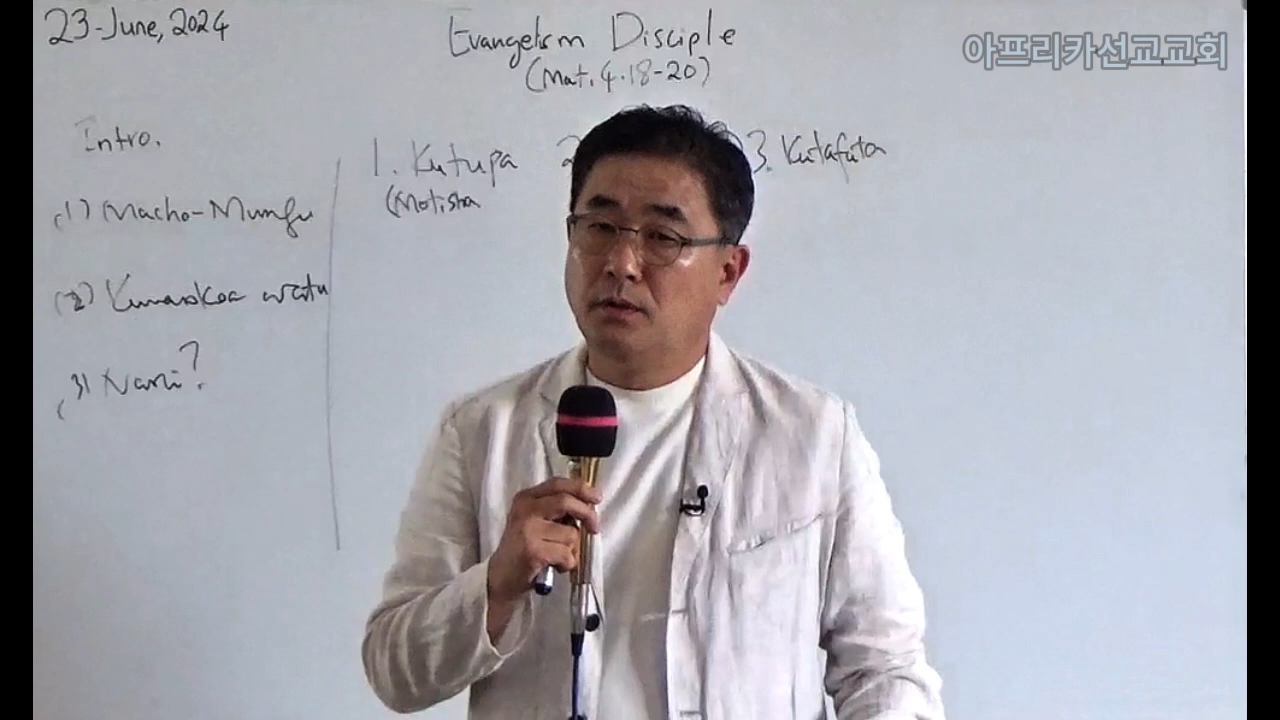 23-June, 2024
Evangelism Disciple
(Mat. 4.18-20)
아프리카선교교회
Intro.
(1) Macho-Mungu
(2) watu
(3) Nani?
1. Kutupa
(Motisha
2
3. Kutafuta